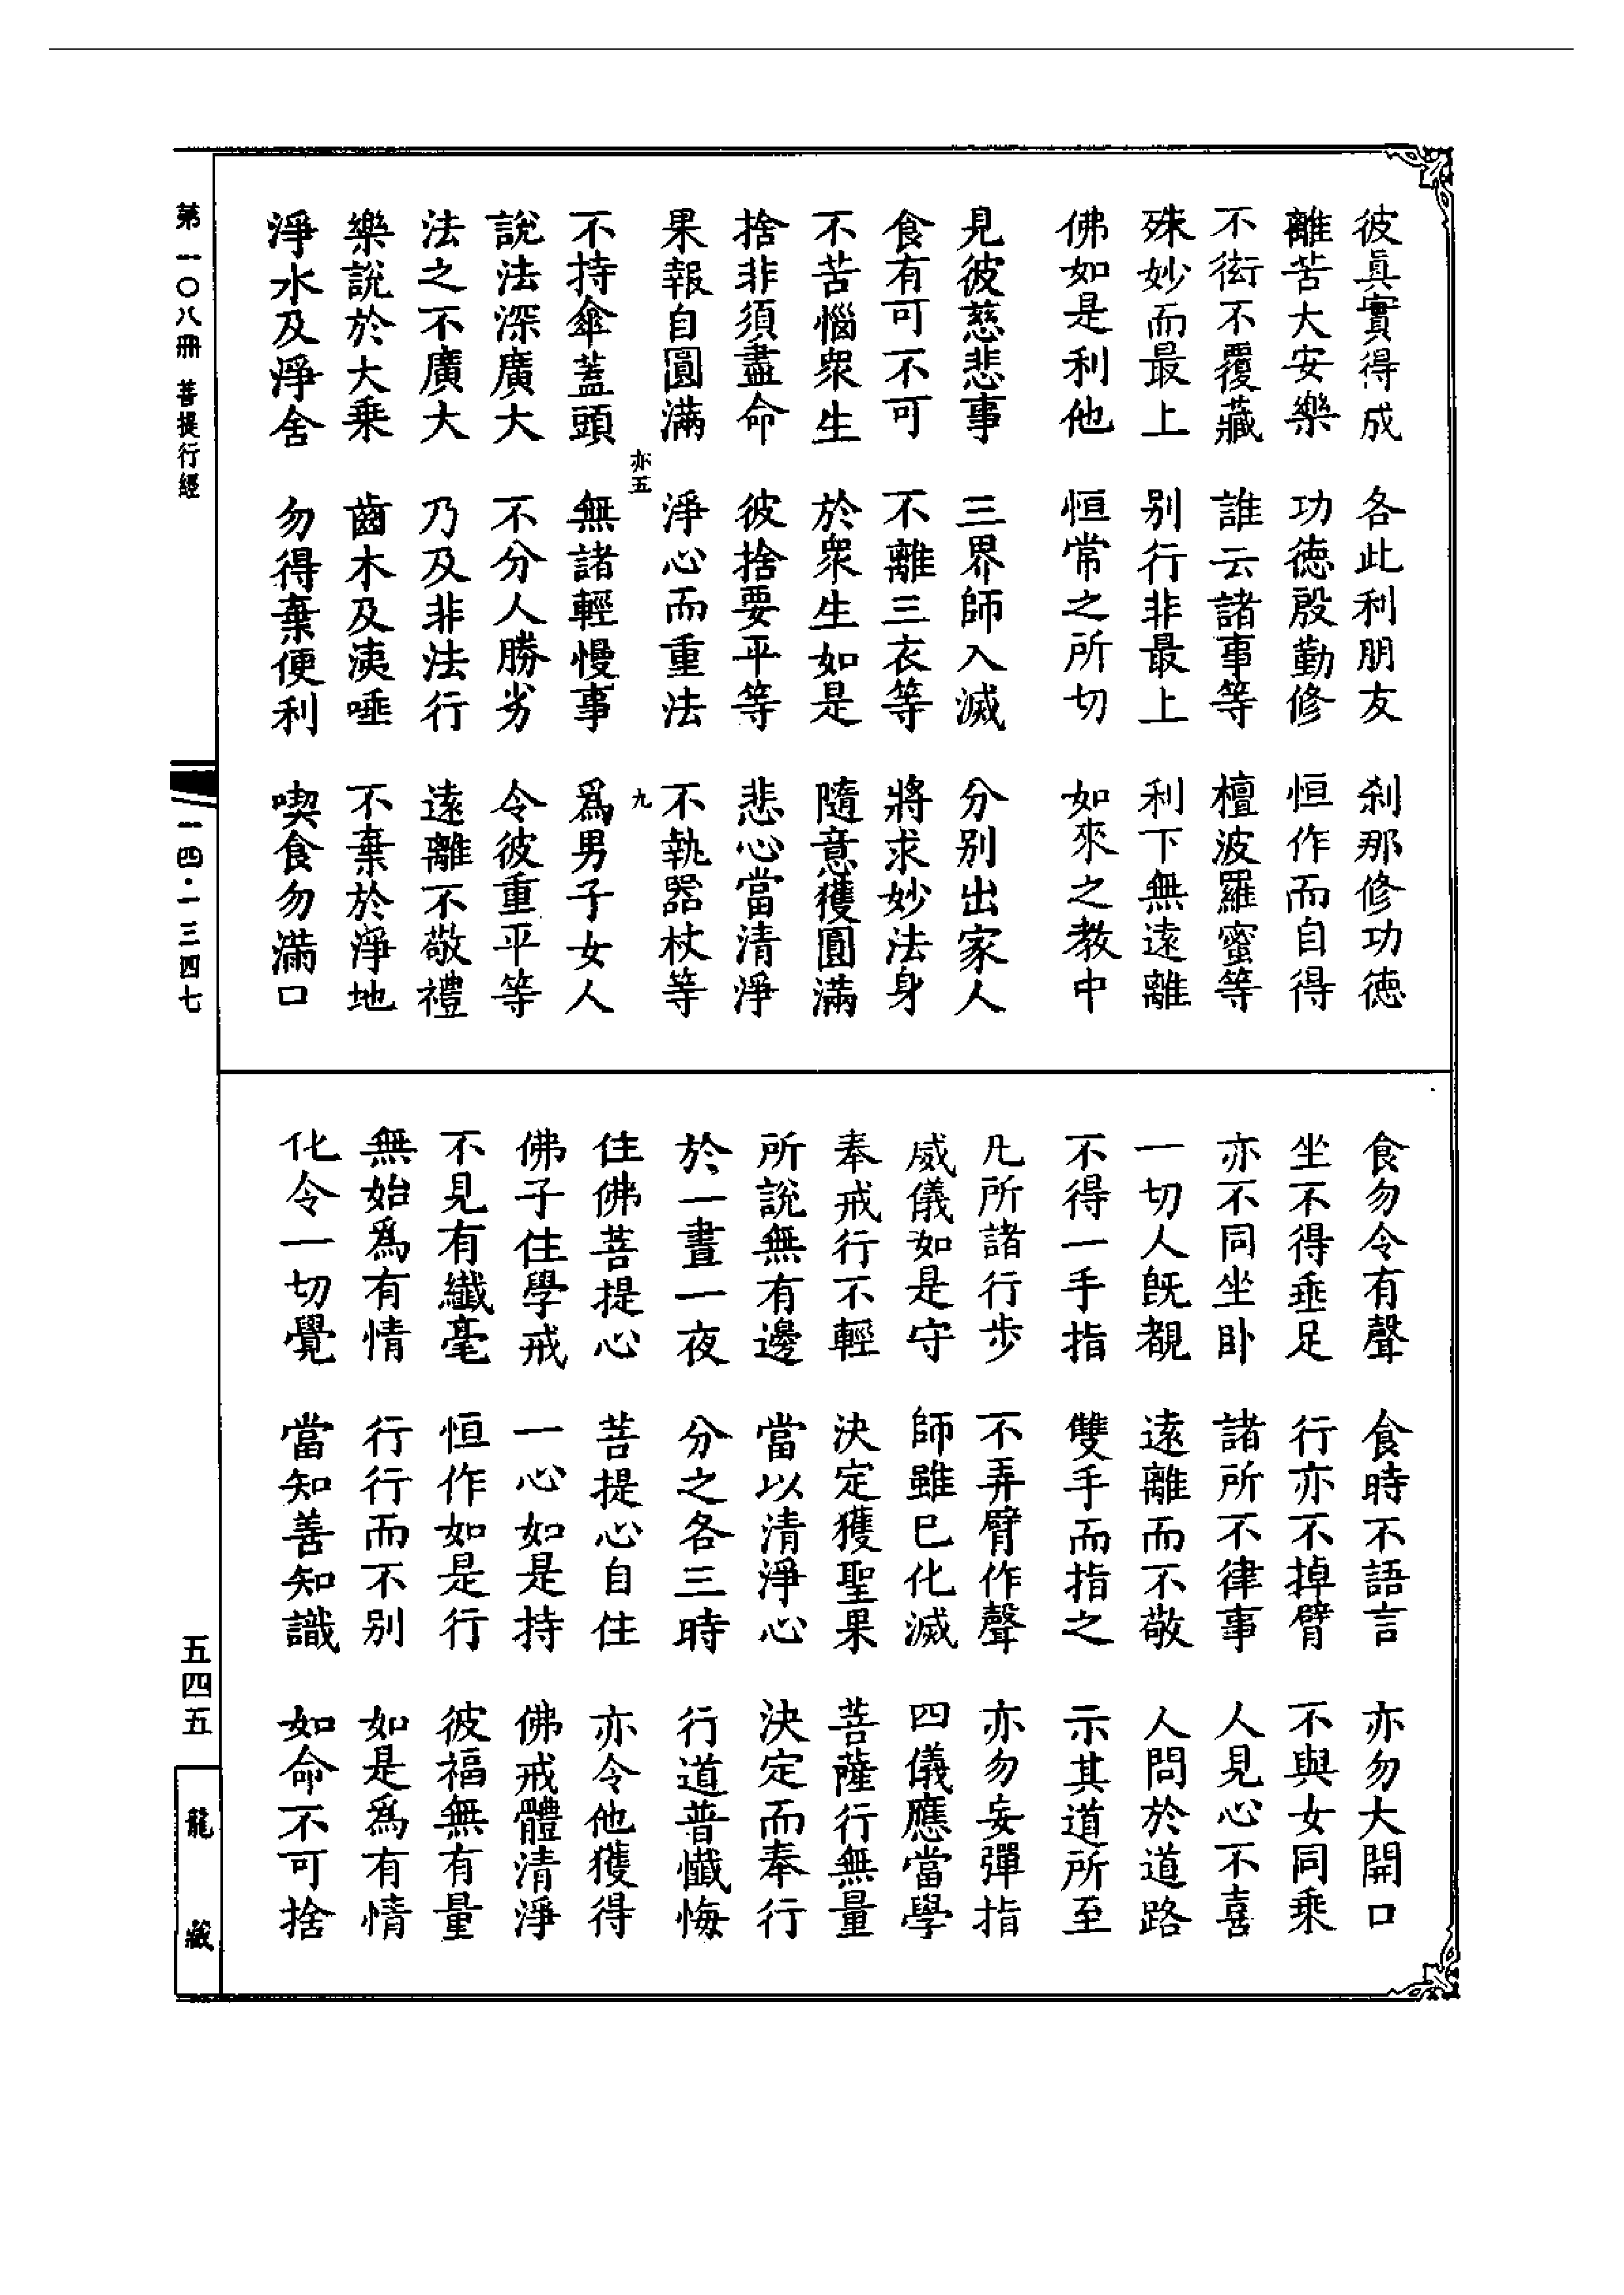 彼眞實得成　各此利朋友　刹那修功德
離苦大安樂　功德殷勤修　恒作而自得
不衒不覆藏　誰云諸事等　檀波羅蜜等
殊妙而最上　别行非最上　利下無遠離
佛如是利他　恒常之所切　如來之教中
見彼慈悲事　三界師入滅　分别出家人
食有可不可　不離三衣等　將求妙法身
不苦惱衆生　於衆生如是　隨意獲圓滿
捨非須盡命　彼捨要平等　悲心當清淨
果報自圓滿　淨心而重法　不執器杖等
亦五　九
不持傘蓋頭　無諸輕慢事　爲男子女人
說法深廣大　不分人勝劣　令彼重平等
法之不廣大　乃及非法行　遠離不敬禮
樂說於大乘　齒木及洟唾　不棄於淨地
淨水及淨舍　勿得棄便利　喫食勿滿口
食勿令有聲　食時不語言　亦勿大開口
坐不得垂足　行亦不掉臂　不與女同乘
亦不同坐卧　諸所不律事　人見心不喜
一切人旣覩　遠離而不敬　人問於道路
不得一手指　雙手而指之　示其道所至
凡所諸行步　不弄臂作聲　亦勿妄彈指
威儀如是守　師雖已化滅　四儀應當學
奉戒行不輕　決定獲聖果　菩薩行無量
所說無有邊　當以清淨心　決定而奉行
於一晝一夜　分之各三時　行道普懺悔
住佛菩提心　菩提心自住　亦令他獲得
佛子住學戒　一心如是持　佛戒體清淨
不見有纖毫　恒作如是行　彼福無有量
無始爲有情　行行而不别　如是爲有情
化令一切覺　當知善知識　如命不可捨
第一〇八冊　菩提行經
一四·一三四七
五四五
龍藏